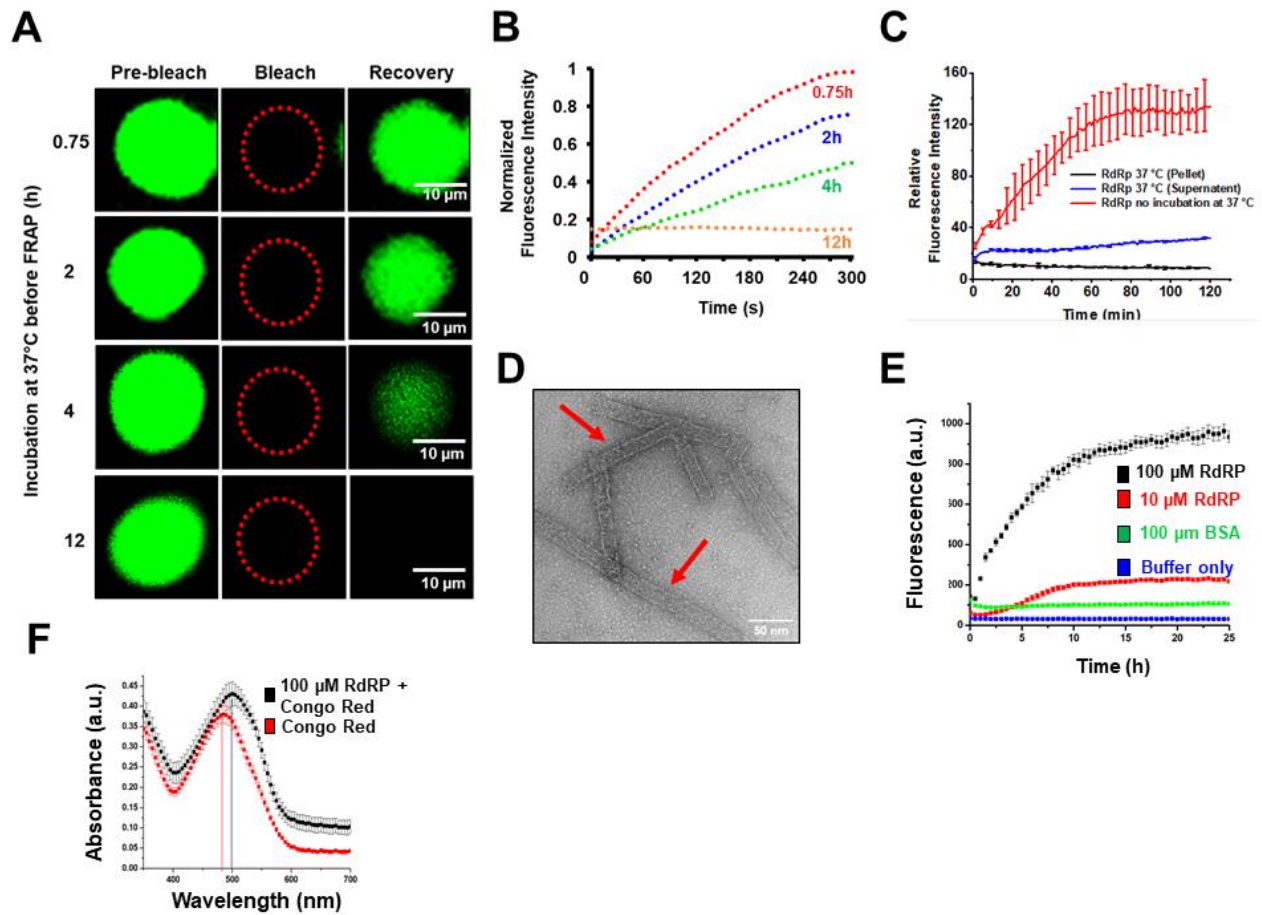 A
Pre-bleach Bleach Recovery
Incubation at 37°C before FRAP (h)
0.75
10 µm
2
10 µm
4
10 µm
12
10 µm
B
Normalized
Fluorescence Intensity
1
0.8
0.6
0.4
0.2
0
0.75h
2h
4h
12h
0 60 120 180 240 300
Time (s)
C
Relative
Fluorescence Intensity
160
120
80
40
0
RdRp 37 °C (Pellet)
RdRp 37 °C (Supernatent)
RdRp no incubation at 37 °C
0 20 40 60 80 100 120
Time (min)
D
50 nm
E
Fluorescence (a.u.)
1000
800
600
400
200
0
100 µM RdRP
10 µM RdRP
100 µm BSA
Buffer only
0 5 10 15 20 25
Time (h)
F
Absorbance (a.u.)
0.45
0.40
0.35
0.30
0.25
0.20
0.15
0.10
0.05
0.00
100 µM RdRP +
Congo Red
Congo Red
400 500 600 700
Wavelength (nm)